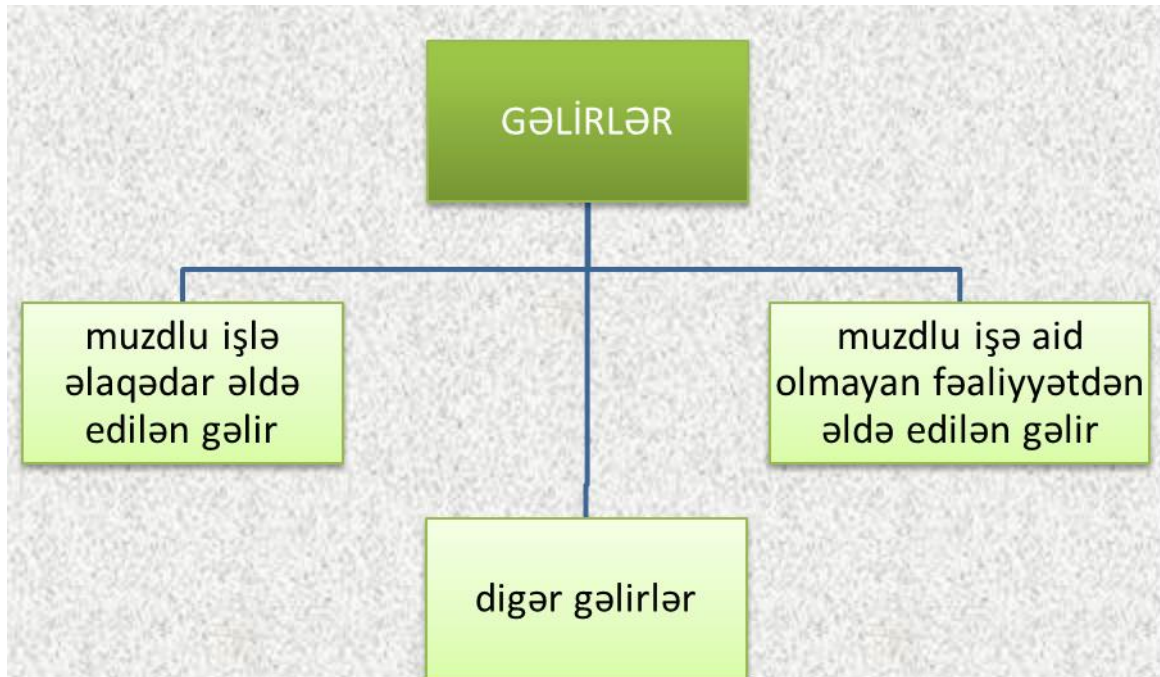 GƏLİRLƏR
muzdlu işlə
əlaqədar əldə
edilən gəlir
muzdlu işə aid
olmayan fəaliyyətdən
əldə edilən gəlir
digər gəlirlər